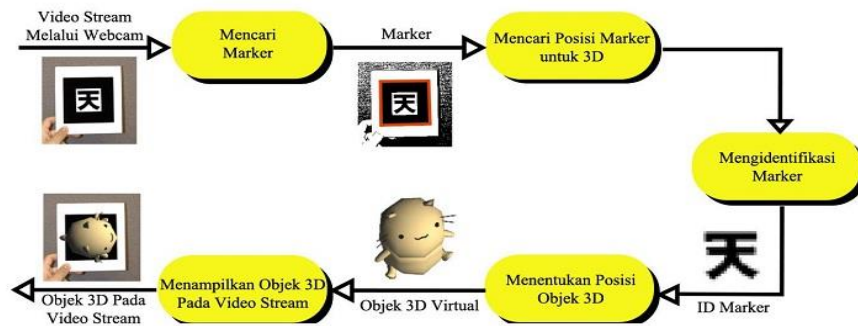 Video Stream
Melalui Webcam
Mencari
Marker
Marker
Mencari Posisi Marker
untuk 3D
天
天
Mengidentifikasi
Marker
天
ID Marker
Menentukan Posisi
Objek 3D
Objek 3D Virtual
Menampilkan Objek 3D
Pada Video Stream
Objek 3D Pada
Video Stream